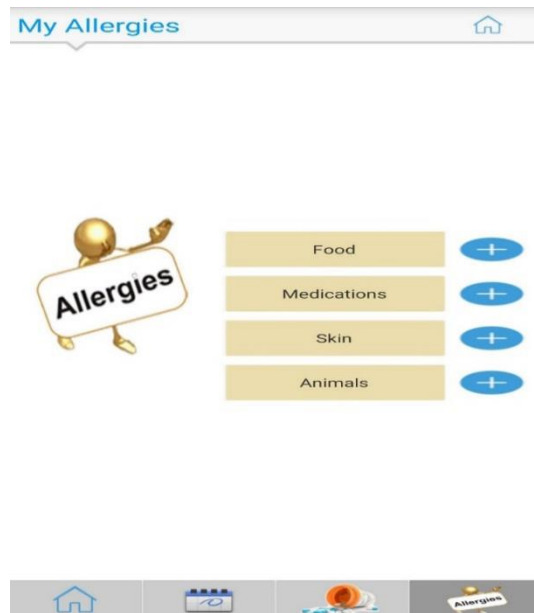 My Allergies
Allergies
Food
Medications
Skin
Animals
Allergies